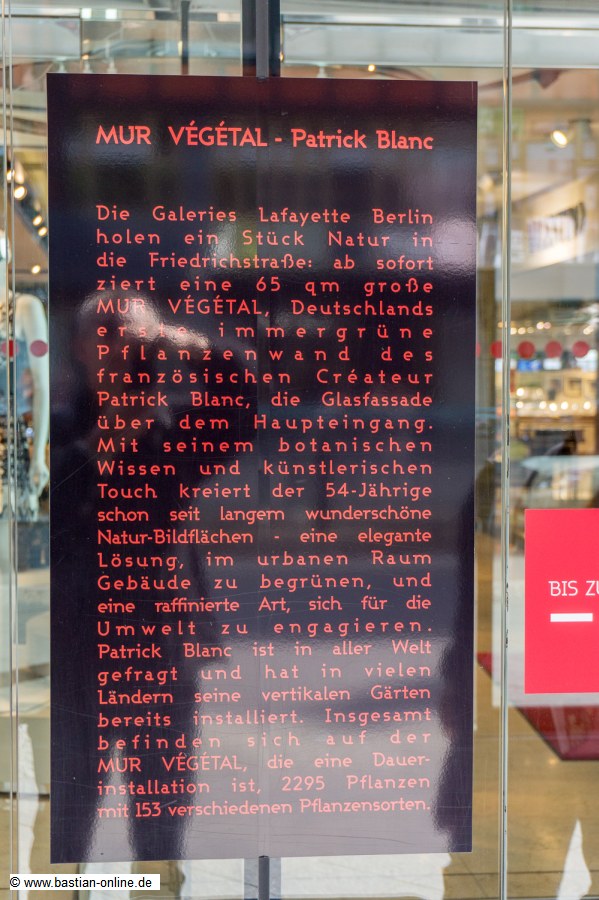 MUR VÉGÉTAL - Patrick Blanc
Die Galeries Lafayette Berlin
holen ein Stück Natur in
die Friedrichstraße: ab sofort
ziert eine 65 qm große
MUR VÉGÉTAL, Deutschlands
erste immergrüne
Pflanzenwand des
französischen Créateur
Patrick Blanc, die Glasfassade
über dem Haupteingang.
Mit seinem botanischen
Wissen und künstlerischen
Touch kreiert der 54-Jährige
schon seit langem wunderschöne
Natur-Bildflächen - eine elegante
Lösung, im urbanen Raum
Gebäude zu begrünen, und
eine raffinierte Art, sich für die
Umwelt zu engagieren.
Patrick Blanc ist in aller Welt
gefragt und hat in vielen
Ländern seine vertikalen Gärten
bereits installiert. Insgesamt
befinden sich auf der
MUR VÉGÉTAL, die eine Dauer-
installation ist, 2295 Pflanzen
mit 153 verschiedenen Pflanzensorten.
BIS ZU
© www.bastian-online.de